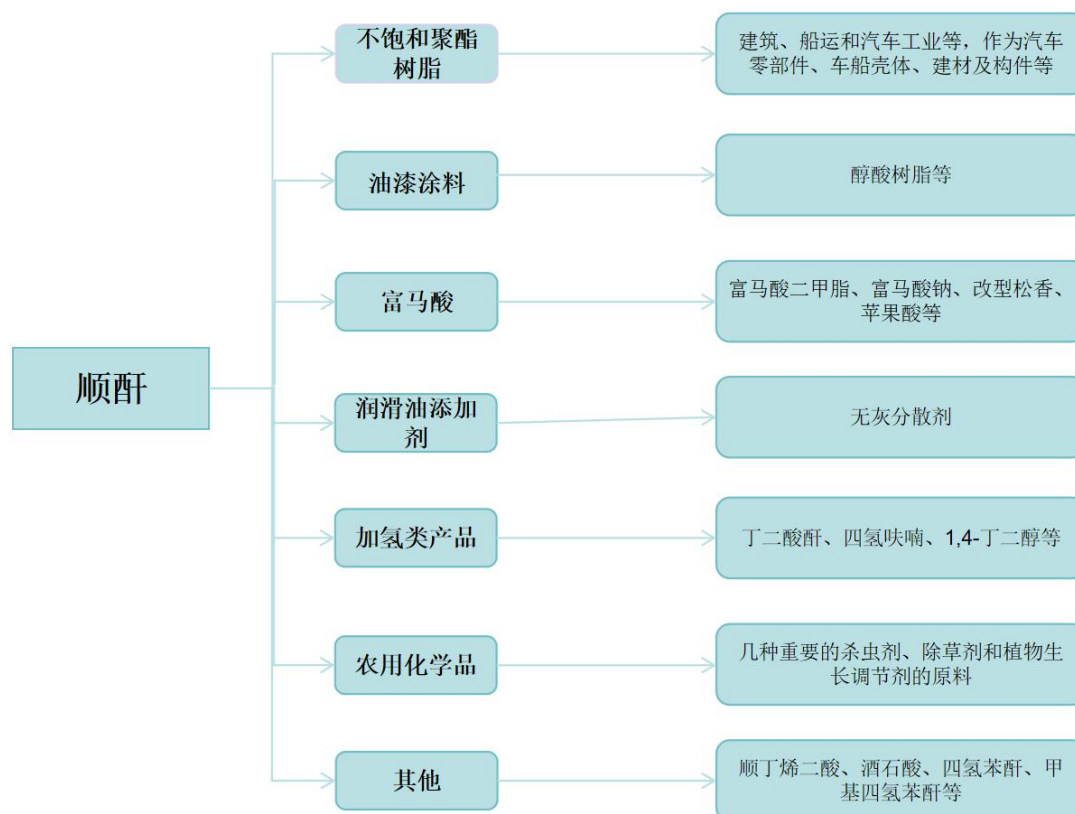 顺酐
不饱和聚酯
树脂
建筑、船运和汽车工业等，作为汽车
零部件、车船壳体、建材及构件等
油漆涂料
醇酸树脂等
富马酸
富马酸二甲脂、富马酸钠、改型松香、
苹果酸等
润滑油添加
剂
无灰分散剂
加氢类产品
丁二酸酐、四氢呋喃、1,4-丁二醇等
农用化学品
几种重要的杀虫剂、除草剂和植物生
长调节剂的原料
其他
顺丁烯二酸、酒石酸、四氢苯酐、甲
基四氢苯酐等